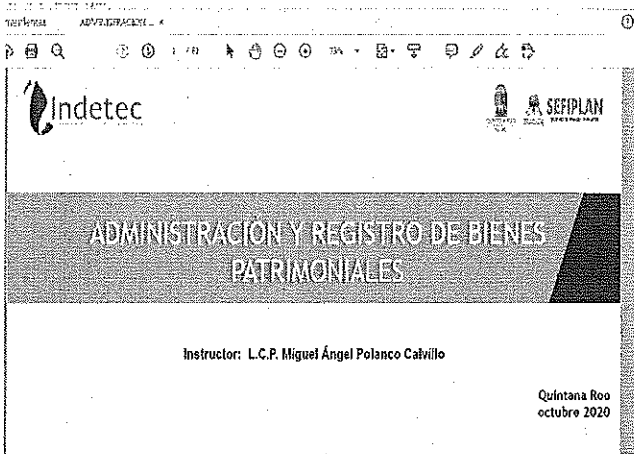 Indetec
SEFIPLAN
ADMINISTRACIÓN Y REGISTRO DE BIENES
PATRIMONIALES
Instructor: L.C.P. Miguel Ángel Polanco Calvillo
Quintana Roo
octubre 2020